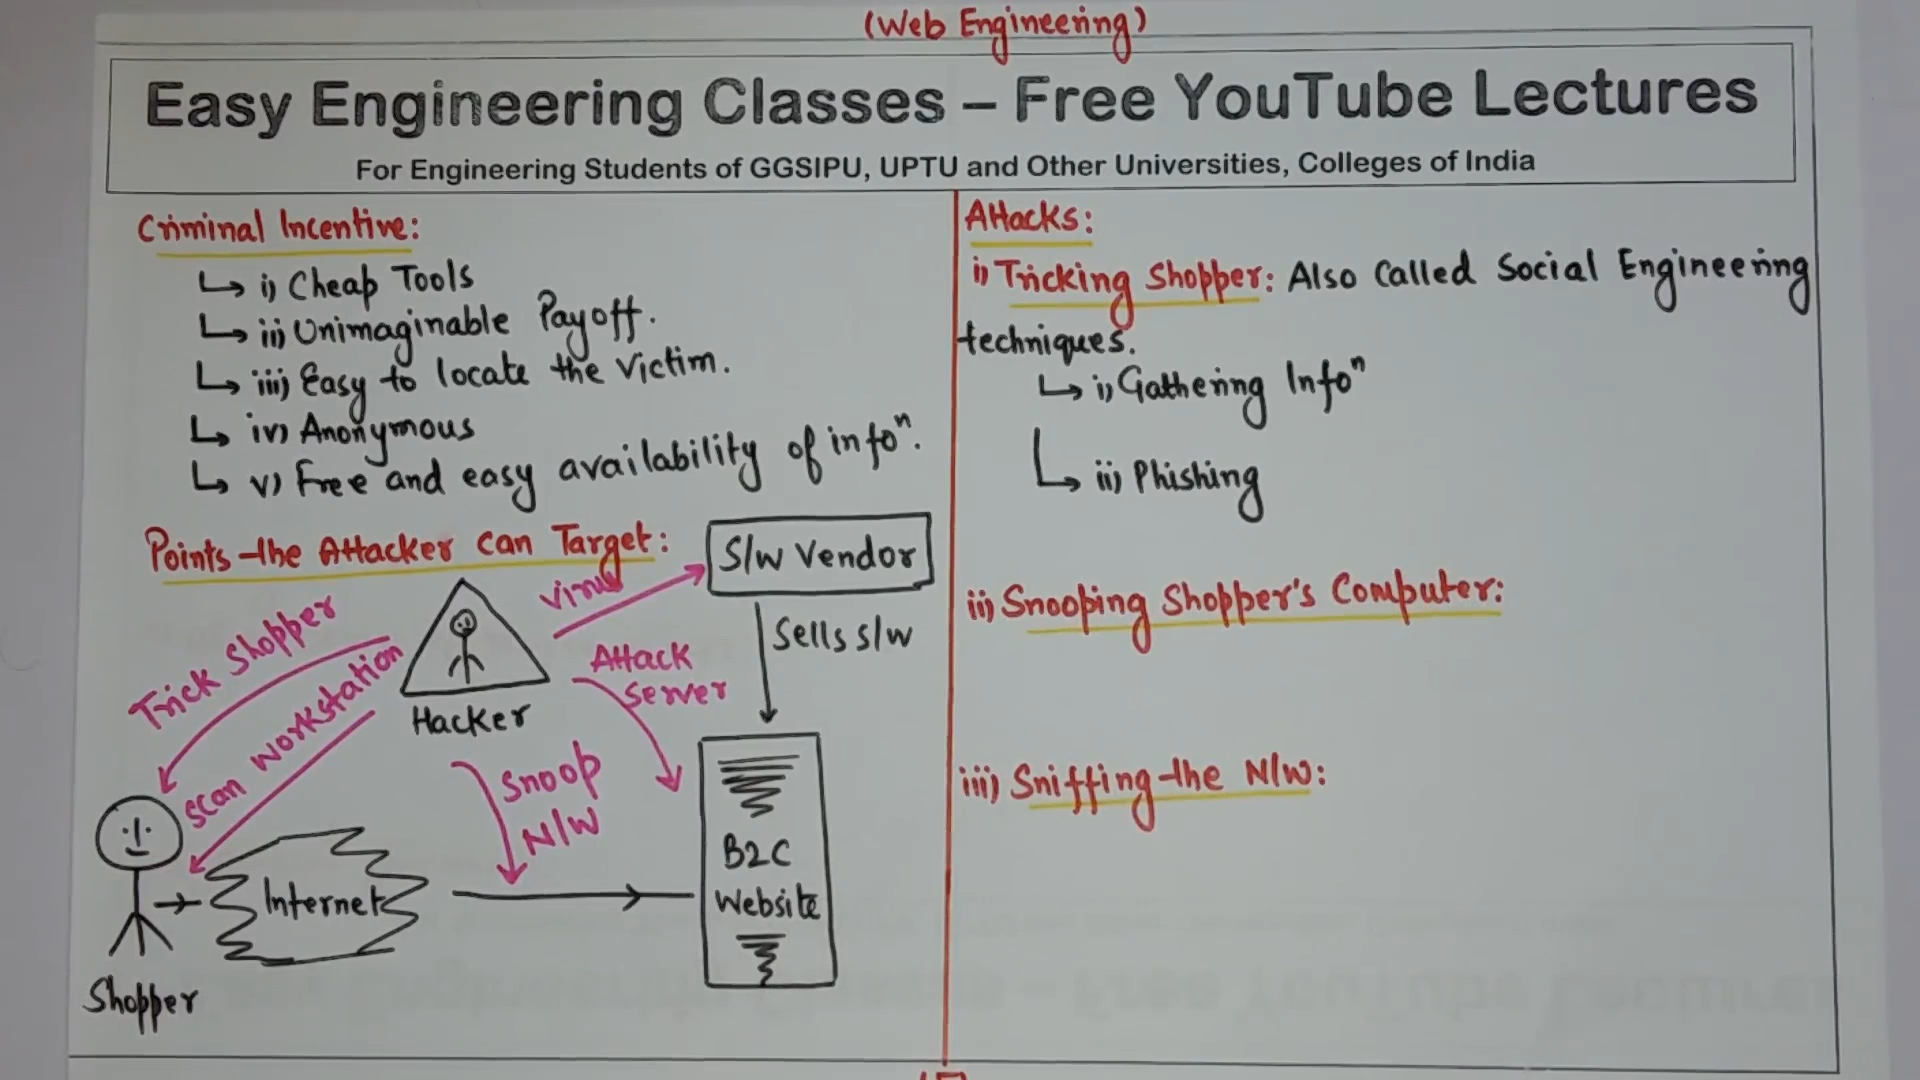 (Web Engineering)
Easy Engineering Classes – Free YouTube Lectures
For Engineering Students of GGSIPU, UPTU and Other Universities, Colleges of India
Criminal Incentive:
i) Cheap Tools
ii) Unimaginable Payoff.
iii) Easy to locate the victim.
iv) Anonymous
v) Free and easy availability of infoⁿ.
Points the Attacker can Target:
S/w Vendor
Virus
Trick Shopper
Scan Workstation
Hacker
Attack
Server
Sells s/w
Snoop
N/W
B2C
Website
Internet
Shopper
Attacks:
i) Tricking Shopper: Also Called Social Engineering
techniques.
i) Gathering Infoⁿ
ii) Phishing
ii) Snooping Shopper's Computer:
iii) Sniffing the N/W: